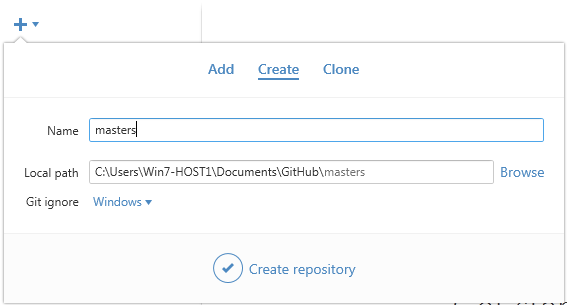 Add Create Clone
Name masters
Local path C:\Users\Win7-HOST1\Documents\GitHub\masters Browse
Git ignore Windows
Create repository